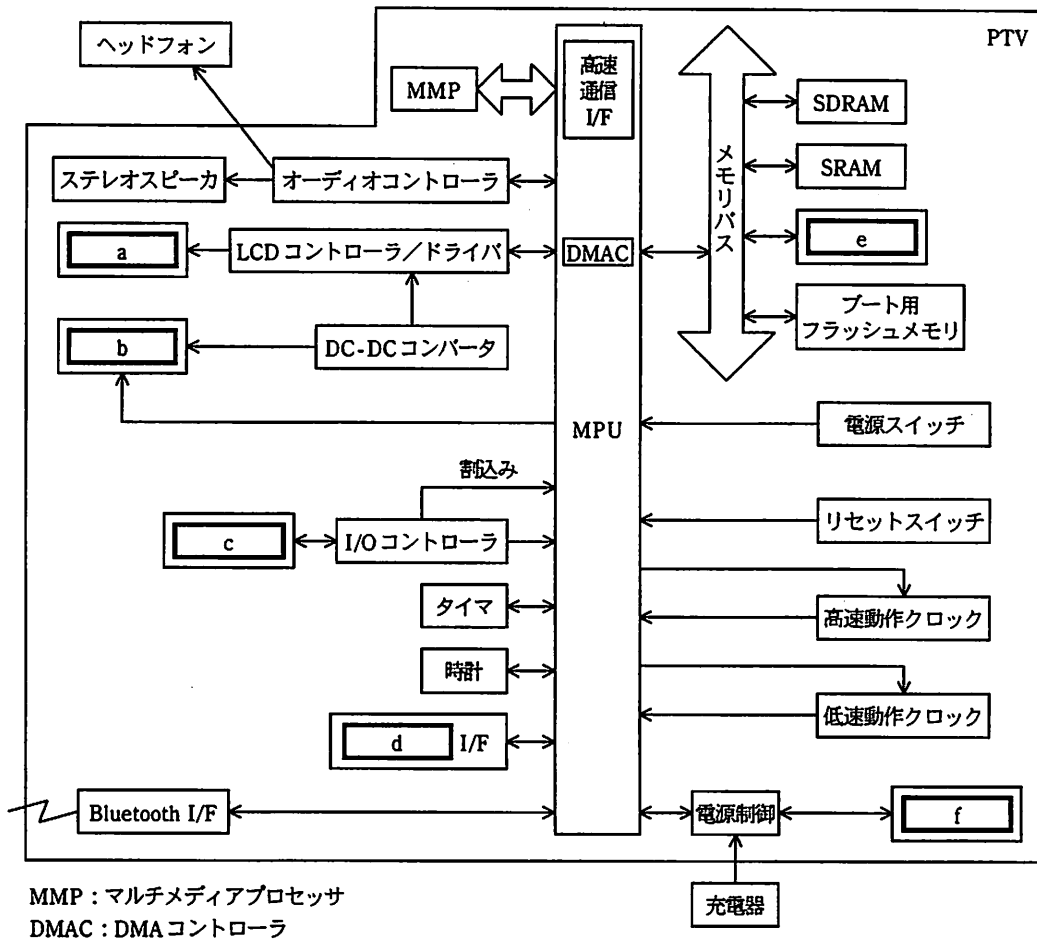 PTV
ヘッドフォン
高速
通信
I/F
MMP
SDRAM
メモリバス
SRAM
ステレオスピーカ
オーディオコントローラ
e
a
LCDコントローラ／ドライバ
DMAC
ブート用
フラッシュメモリ
b
DC-DCコンバータ
MPU
電源スイッチ
割込み
リセットスイッチ
c
I/Oコントローラ
タイマ
高速動作クロック
時計
低速動作クロック
d I/F
Bluetooth I/F
電源制御
f
充電器
MMP：マルチメディアプロセッサ
DMAC：DMAコントローラ